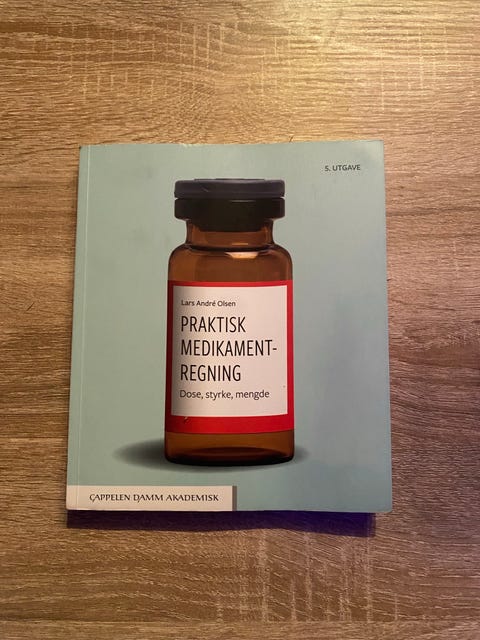 5. UTGAVE
Lars André Olsen
PRAKTISK
MEDIKAMENT-
REGNING
Dose, styrke, mengde
CAPPELEN DAMM AKADEMISK